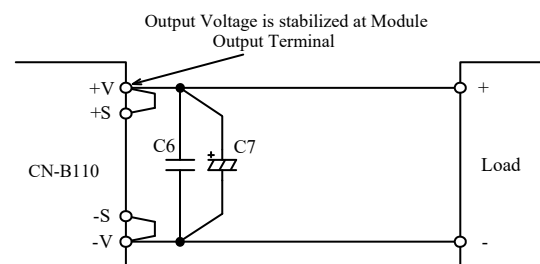 Output Voltage is stabilized at Module
Output Terminal
+V
+
+S
C6
+
C7
CN-B110
Load
-S
-V
-